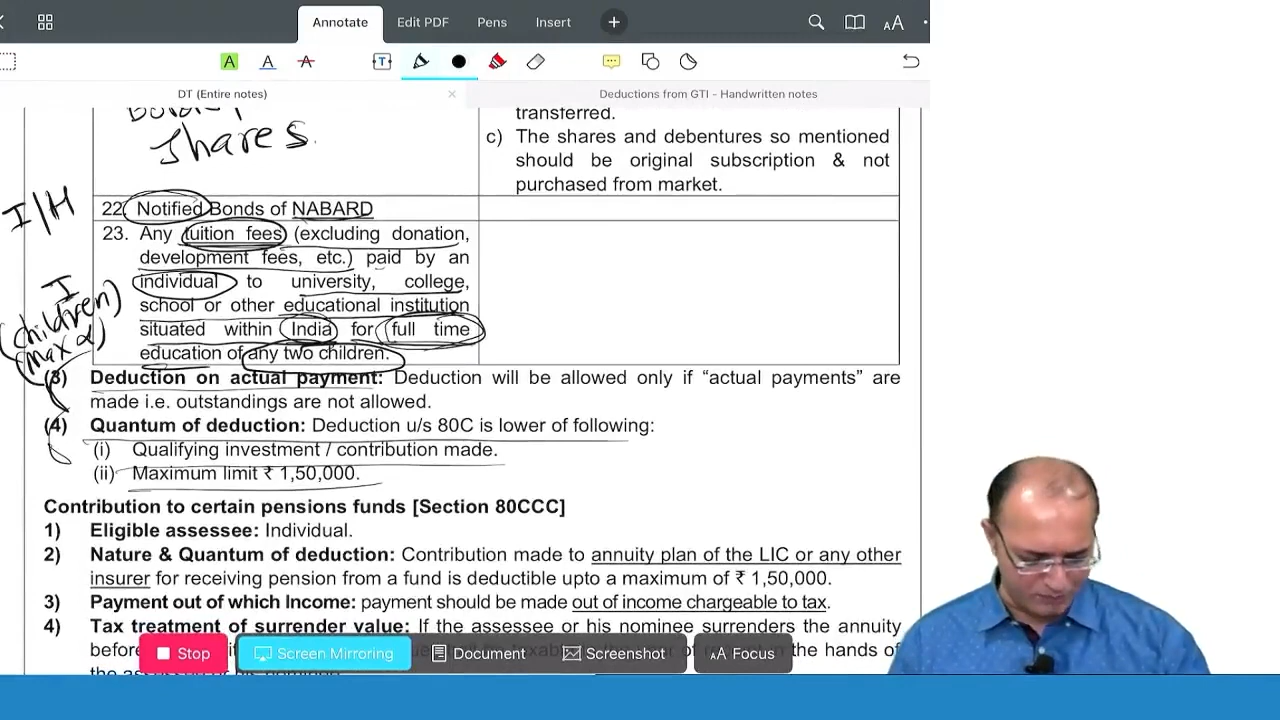 Annotate
Edit PDF
Pens
Insert
AA
A A A T
DT (Entire notes)
Deductions from GTI - Handwritten notes
shares.
transferred.
c) The shares and debentures so mentioned
should be original subscription & not
purchased from market.
I/H
22. Notified Bonds of NABARD
23. Any tuition fees (excluding donation,
development fees, etc.) paid by an
individual to university, college,
school or other educational institution
situated within India for full time
education of any two children.
I
(children)
(max 2)
(3) Deduction on actual payment: Deduction will be allowed only if “actual payments” are
made i.e. outstandings are not allowed.
(4) Quantum of deduction: Deduction u/s 80C is lower of following:
(i) Qualifying investment / contribution made.
(ii) Maximum limit ₹ 1,50,000.
Contribution to certain pensions funds [Section 80CCC]
1) Eligible assessee: Individual.
2) Nature & Quantum of deduction: Contribution made to annuity plan of the LIC or any other
insurer for receiving pension from a fund is deductible upto a maximum of ₹ 1,50,000.
3) Payment out of which Income: payment should be made out of income chargeable to tax.
4) Tax treatment of surrender value: If the assessee or his nominee surrenders the annuity
the hands of
Stop
Screen Mirroring
Document
Screenshot
AA Focus